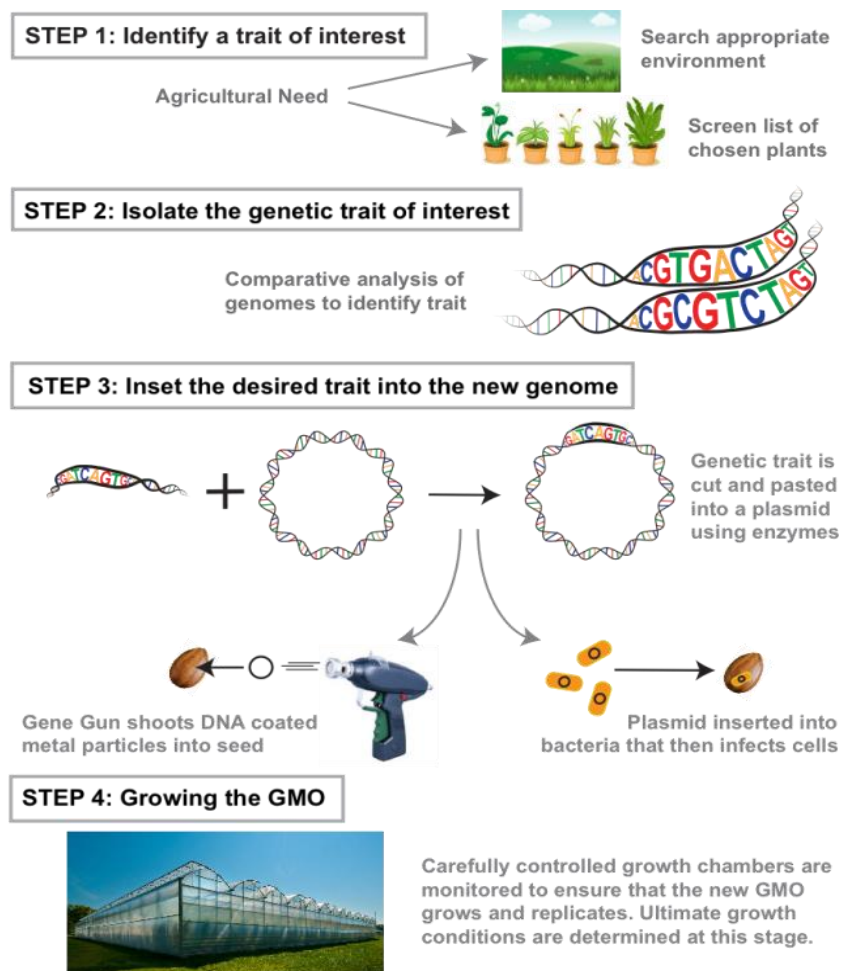 STEP 1: Identify a trait of interest
Agricultural Need
Search appropriate
environment
Screen list of
chosen plants
STEP 2: Isolate the genetic trait of interest
Comparative analysis of
genomes to identify trait
ACGTGACTAGT
ACGCGTCTAGT
STEP 3: Inset the desired trait into the new genome
GATCAGTGC
GATCAGTGC
Genetic trait is
cut and pasted
into a plasmid
using enzymes
Gene Gun shoots DNA coated
metal particles into seed
Plasmid inserted into
bacteria that then infects cells
STEP 4: Growing the GMO
Carefully controlled growth chambers are
monitored to ensure that the new GMO
grows and replicates. Ultimate growth
conditions are determined at this stage.